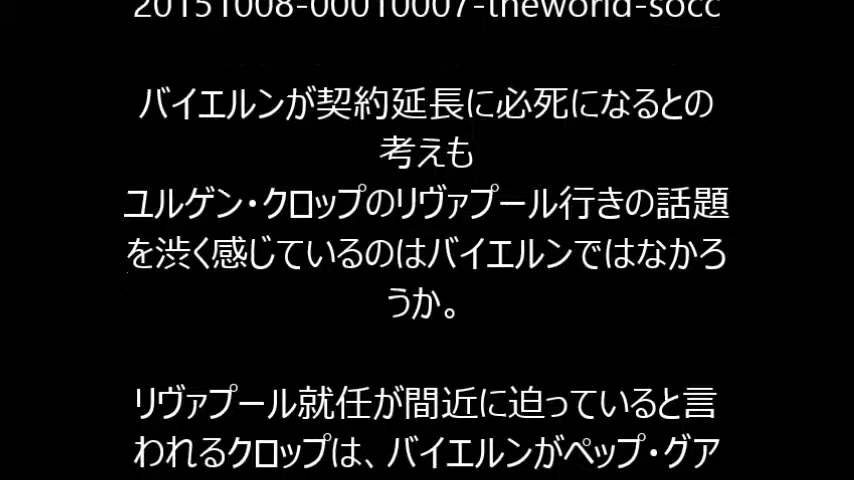 20151008-00010007-theworld-socc
バイエルンが契約延長に必死になるとの
考えも
ユルゲン・クロップのリヴァプール行きの話題
を渋く感じているのはバイエルンではなかろ
うか。
リヴァプール就任が間近に迫っていると言
われるクロップは、バイエルンがペップ・グア